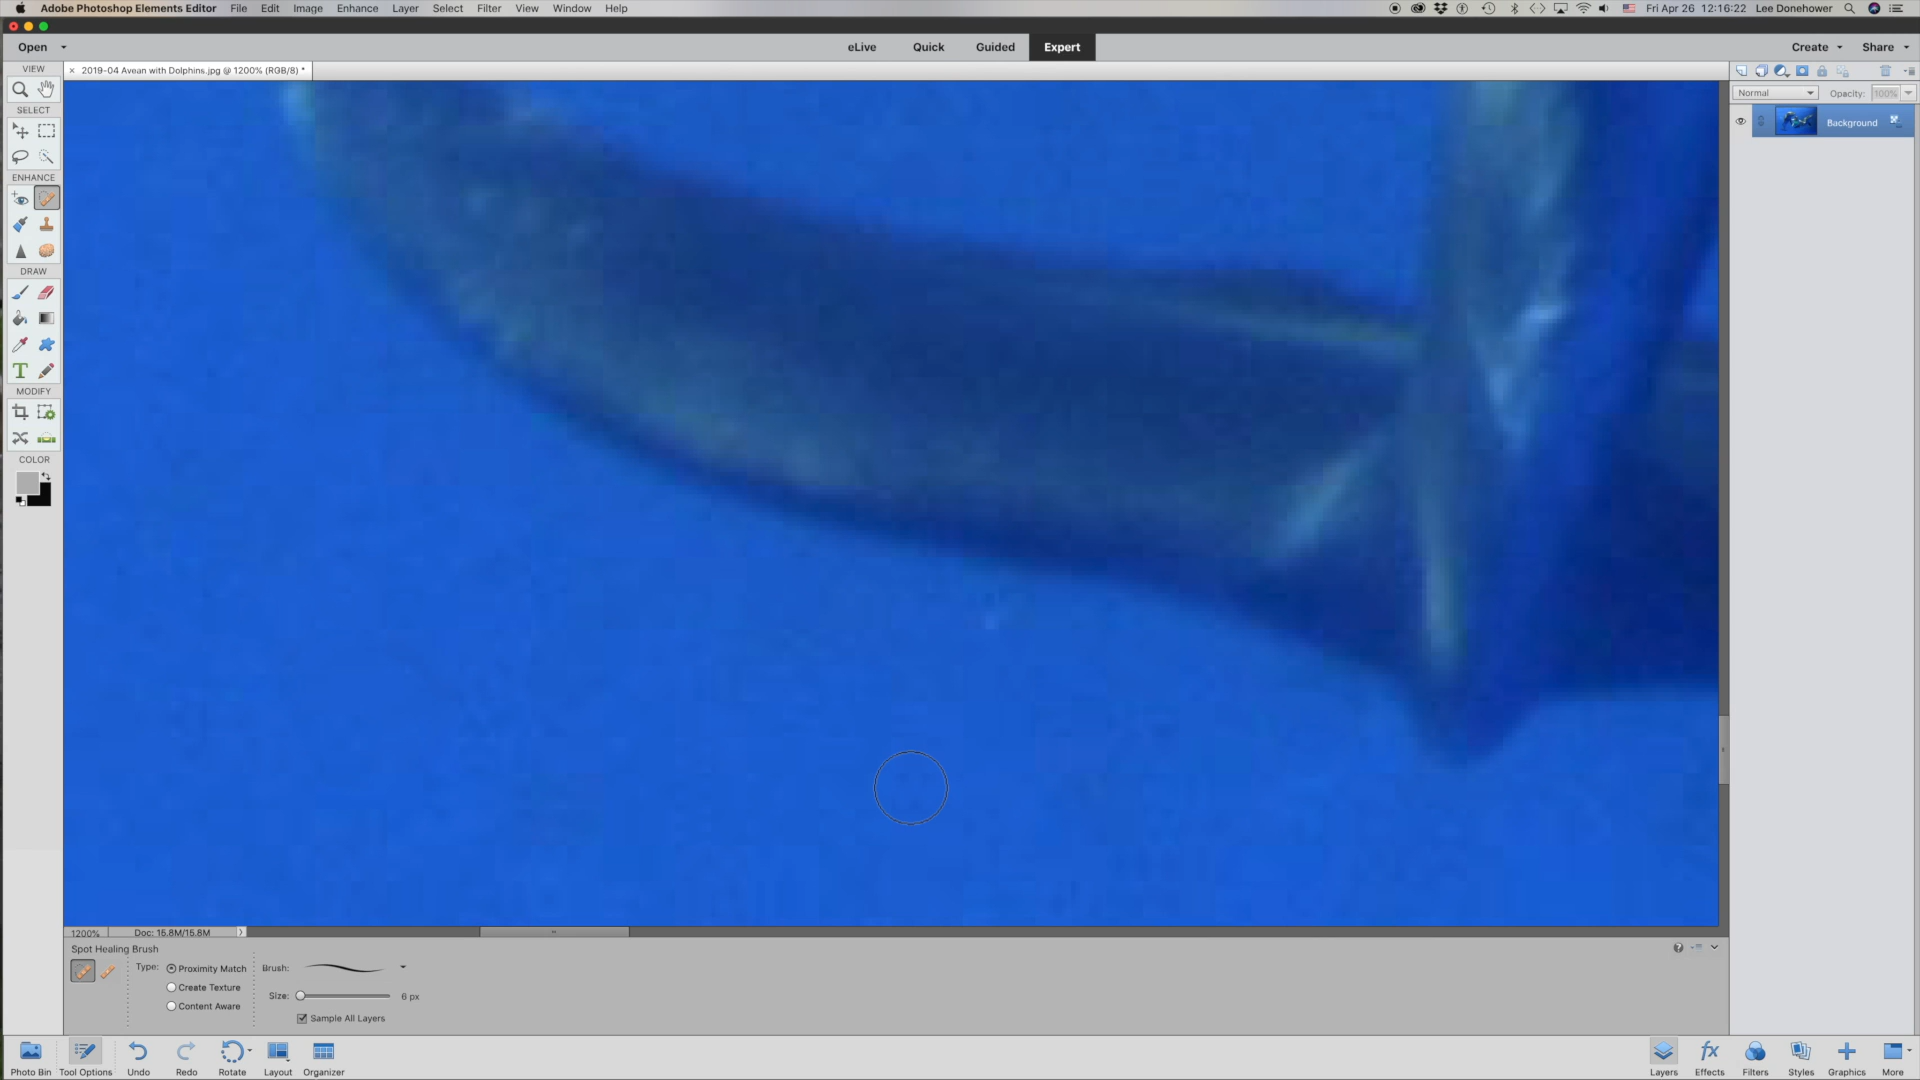 Adobe Photoshop Elements Editor File Edit Image Enhance Layer Select Filter View Window Help Fri Apr 26 12:16:22 Lee Donehower
Open eLive Quick Guided Expert Create Share
VIEW
× 2019-04 Avean with Dolphins.jpg @ 1200% (RGB/8) *
Normal Opacity: 100%
SELECT
Background
ENHANCE
DRAW
T
MODIFY
COLOR
1200% Doc: 15.8M/15.8M
Spot Healing Brush
Type: Proximity Match Brush:
Create Texture
Size: 6 px
Content Aware
Sample All Layers
fx
Photo Bin Tool Options Undo Redo Rotate Layout Organizer Layers Effects Filters Styles Graphics More